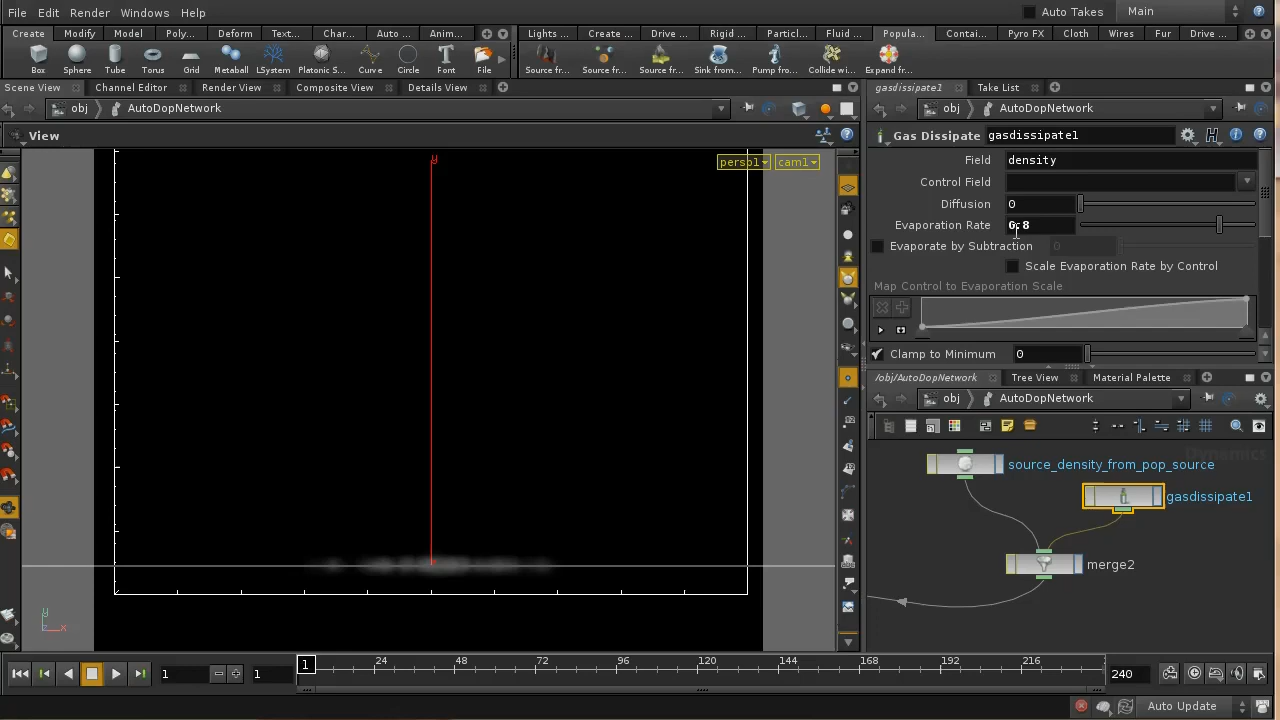 File Edit Render Windows Help Auto Takes Main
Create Modify Model Poly... Deform Text... Char... Auto ... Anim... Lights ... Create ... Drive ... Rigid ... Particl... Fluid ... Popula... Contai... Pyro FX Cloth Wires Fur Drive ...
Box Sphere Tube Torus Grid Metaball LSystem Platonic S... Curve Circle Font File Source fr... Source fr... Source fr... Sink from... Pump fro... Collide wi... Expand fr...
Scene View Channel Editor Render View Composite View Details View gasdissipate1 Take List
obj AutoDopNetwork obj AutoDopNetwork
View Gas Dissipate gasdissipate1
y persp1 cam1
Field density
Control Field
Diffusion 0
Evaporation Rate 0.8
Evaporate by Subtraction 0
Scale Evaporation Rate by Control
Map Control to Evaporation Scale
Clamp to Minimum 0
/obj/AutoDopNetwork Tree View Material Palette
obj AutoDopNetwork
Dynamics
source_density_from_pop_source
gasdissipate1
merge2
y
x
1 1 1 24 48 72 96 120 144 168 192 216 240
Auto Update